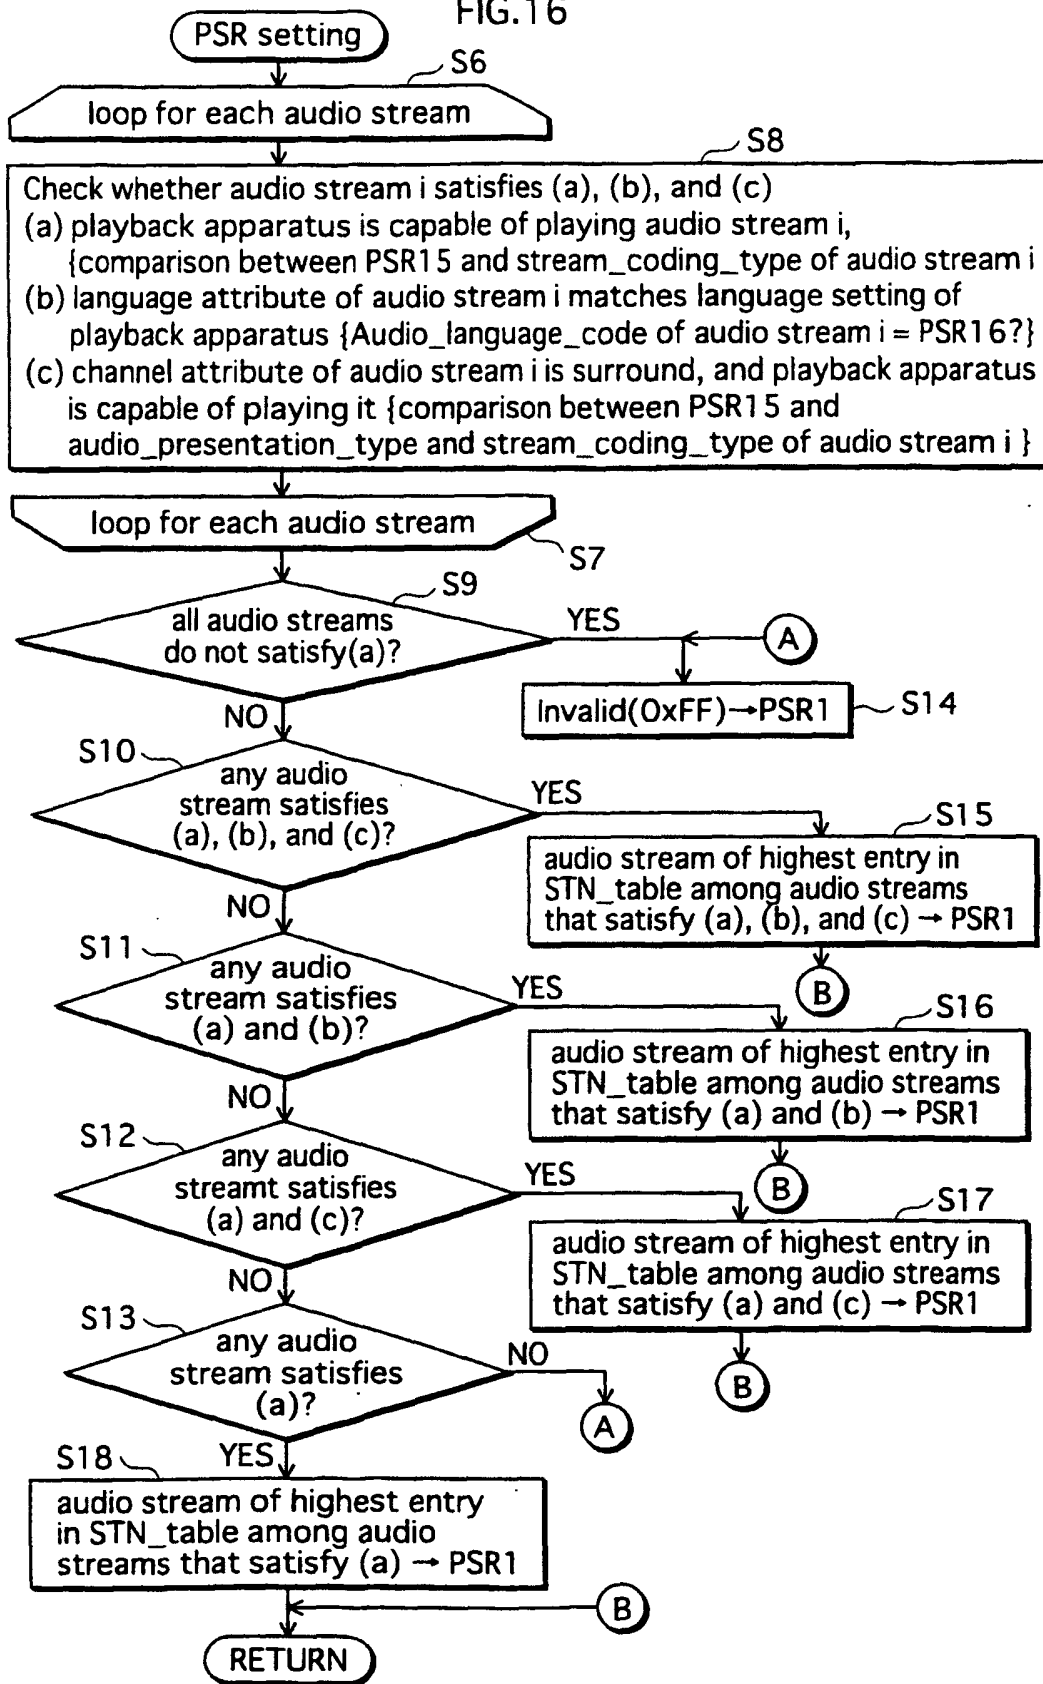 FIG.16
PSR setting
S6
loop for each audio stream
S8
Check whether audio stream i satisfies (a), (b), and (c)
(a) playback apparatus is capable of playing audio stream i,
{comparison between PSR15 and stream_coding_type of audio stream i
(b) language attribute of audio stream i matches language setting of
playback apparatus {Audio_language_code of audio stream i = PSR16?}
(c) channel attribute of audio stream i is surround, and playback apparatus
is capable of playing it {comparison between PSR15 and
audio_presentation_type and stream_coding_type of audio stream i }
loop for each audio stream
S7
S9
all audio streams
do not satisfy(a)?
YES
A
Invalid(0xFF)→PSR1
S14
NO
S10
any audio
stream satisfies
(a), (b), and (c)?
YES
S15
audio stream of highest entry in
STN_table among audio streams
that satisfy (a), (b), and (c) → PSR1
B
NO
S11
any audio
stream satisfies
(a) and (b)?
YES
S16
audio stream of highest entry in
STN_table among audio streams
that satisfy (a) and (b) → PSR1
B
NO
S12
any audio
streamt satisfies
(a) and (c)?
YES
S17
audio stream of highest entry in
STN_table among audio streams
that satisfy (a) and (c) → PSR1
B
NO
S13
any audio
stream satisfies
(a)?
NO
A
YES
S18
audio stream of highest entry
in STN_table among audio
streams that satisfy (a) → PSR1
B
RETURN